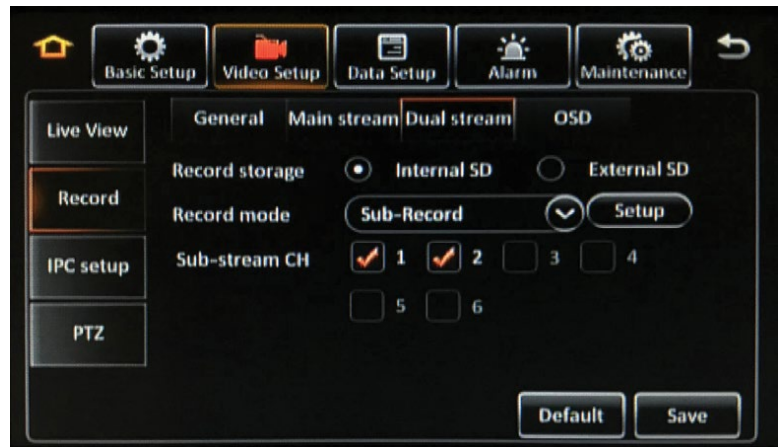 Basic Setup Video Setup Data Setup Alarm Maintenance
Live View General Main stream Dual stream OSD
Record storage Internal SD External SD
Record Record mode Sub-Record Setup
IPC setup Sub-stream CH 1 2 3 4
5 6
PTZ
Default Save